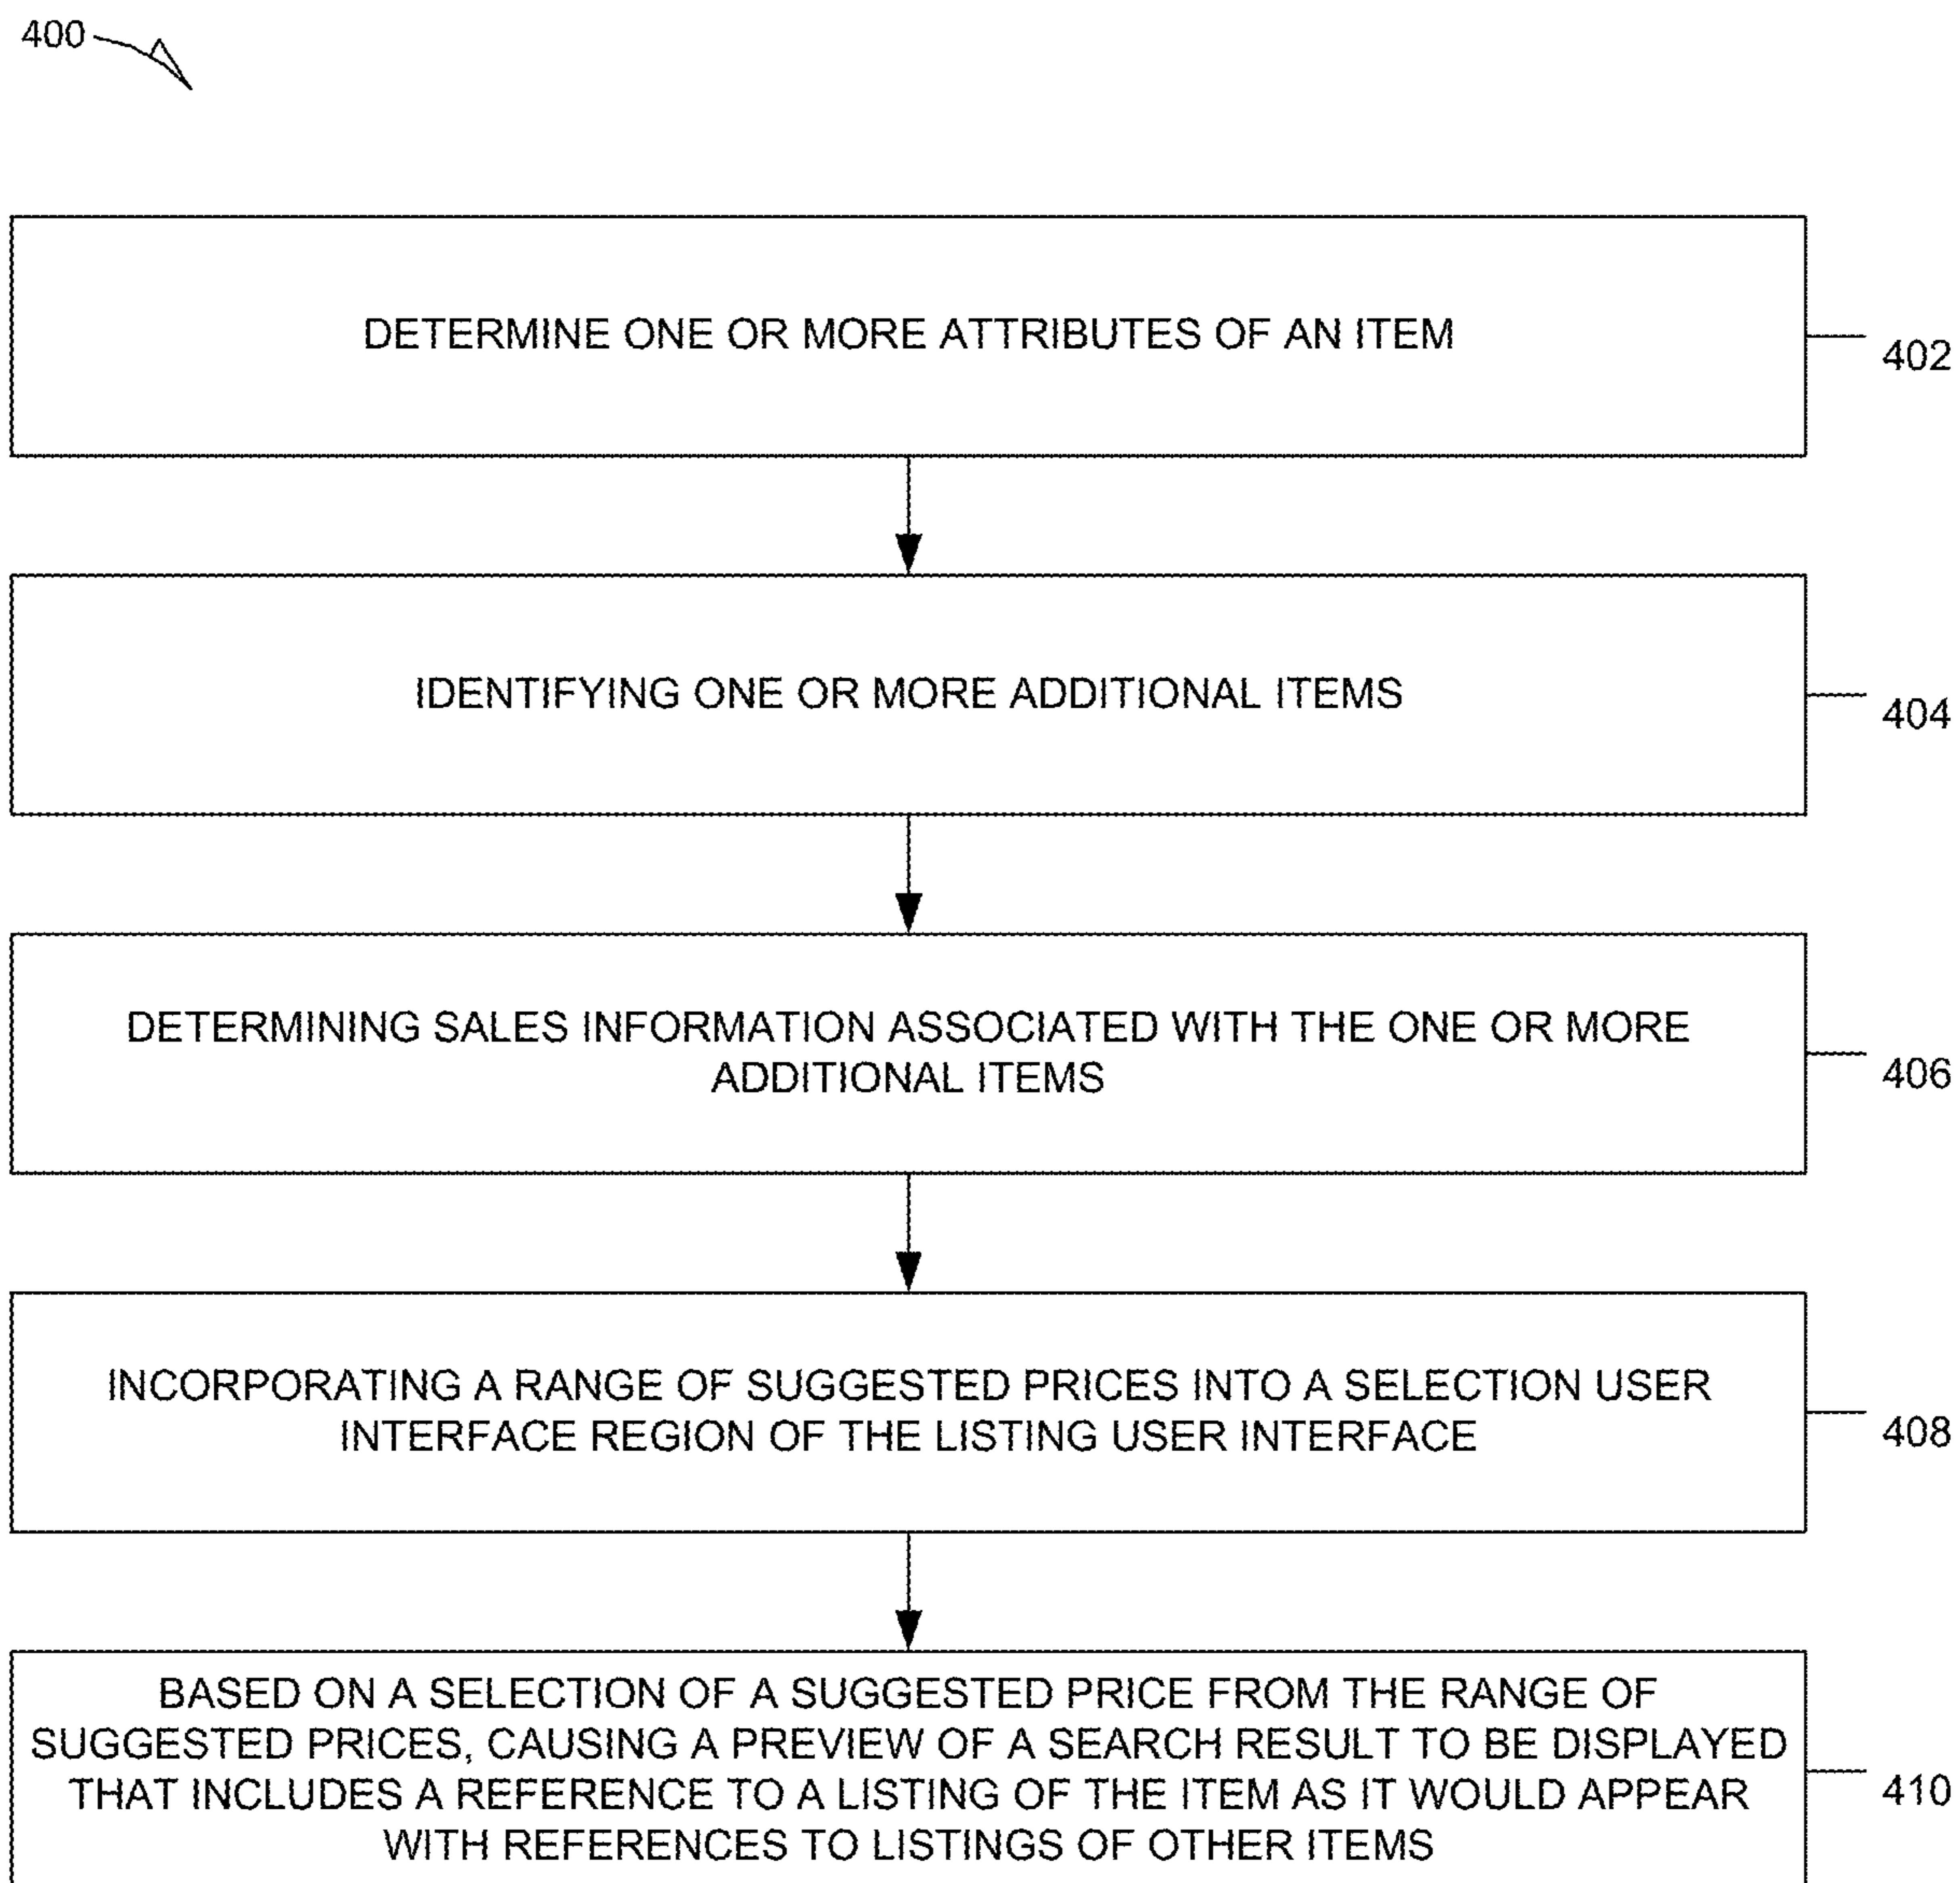 400
DETERMINE ONE OR MORE ATTRIBUTES OF AN ITEM
402
IDENTIFYING ONE OR MORE ADDITIONAL ITEMS
404
DETERMINING SALES INFORMATION ASSOCIATED WITH THE ONE OR MORE
ADDITIONAL ITEMS
406
INCORPORATING A RANGE OF SUGGESTED PRICES INTO A SELECTION USER
INTERFACE REGION OF THE LISTING USER INTERFACE
408
BASED ON A SELECTION OF A SUGGESTED PRICE FROM THE RANGE OF
SUGGESTED PRICES, CAUSING A PREVIEW OF A SEARCH RESULT TO BE DISPLAYED
THAT INCLUDES A REFERENCE TO A LISTING OF THE ITEM AS IT WOULD APPEAR
WITH REFERENCES TO LISTINGS OF OTHER ITEMS
410